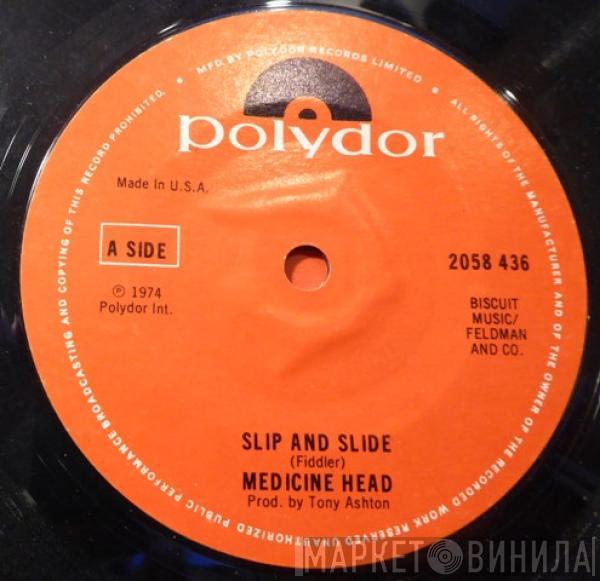 MFD. BY POLYDOR RECORDS LIMITED
ALL RIGHTS OF THE MANUFACTURER AND OF THE OWNER OF THE RECORDED WORK RESERVED UNAUTHORIZED PUBLIC PERFORMANCE BROADCASTING AND COPYING OF THIS RECORD PROHIBITED.
polydor
Made In U.S.A.
A SIDE
2058 436
Ⓟ 1974
Polydor Int.
BISCUIT
MUSIC/
FELDMAN
AND CO.
SLIP AND SLIDE
(Fiddler)
MEDICINE HEAD
Prod. by Tony Ashton
МАРКЕТ ВИНИЛА